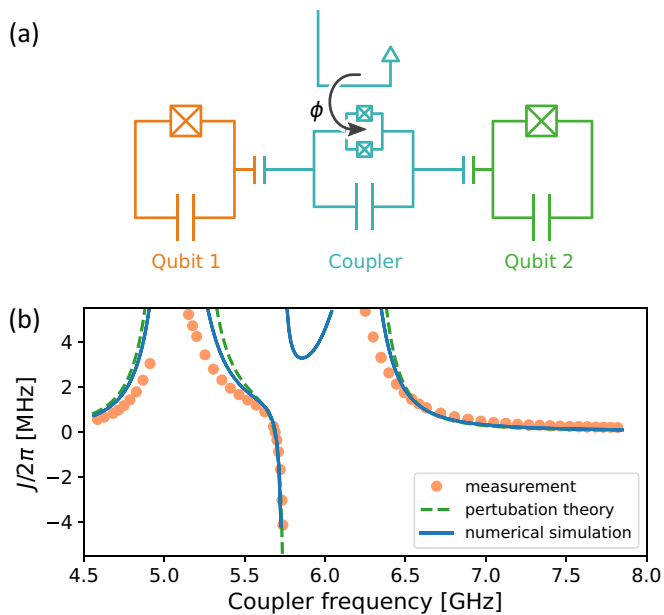 (a)
ϕ
Qubit 1
Coupler
Qubit 2
(b)
J/2π [MHz]
4
2
0
−2
−4
measurement
pertubation theory
numerical simulation
4.5 5.0 5.5 6.0 6.5 7.0 7.5 8.0
Coupler frequency [GHz]